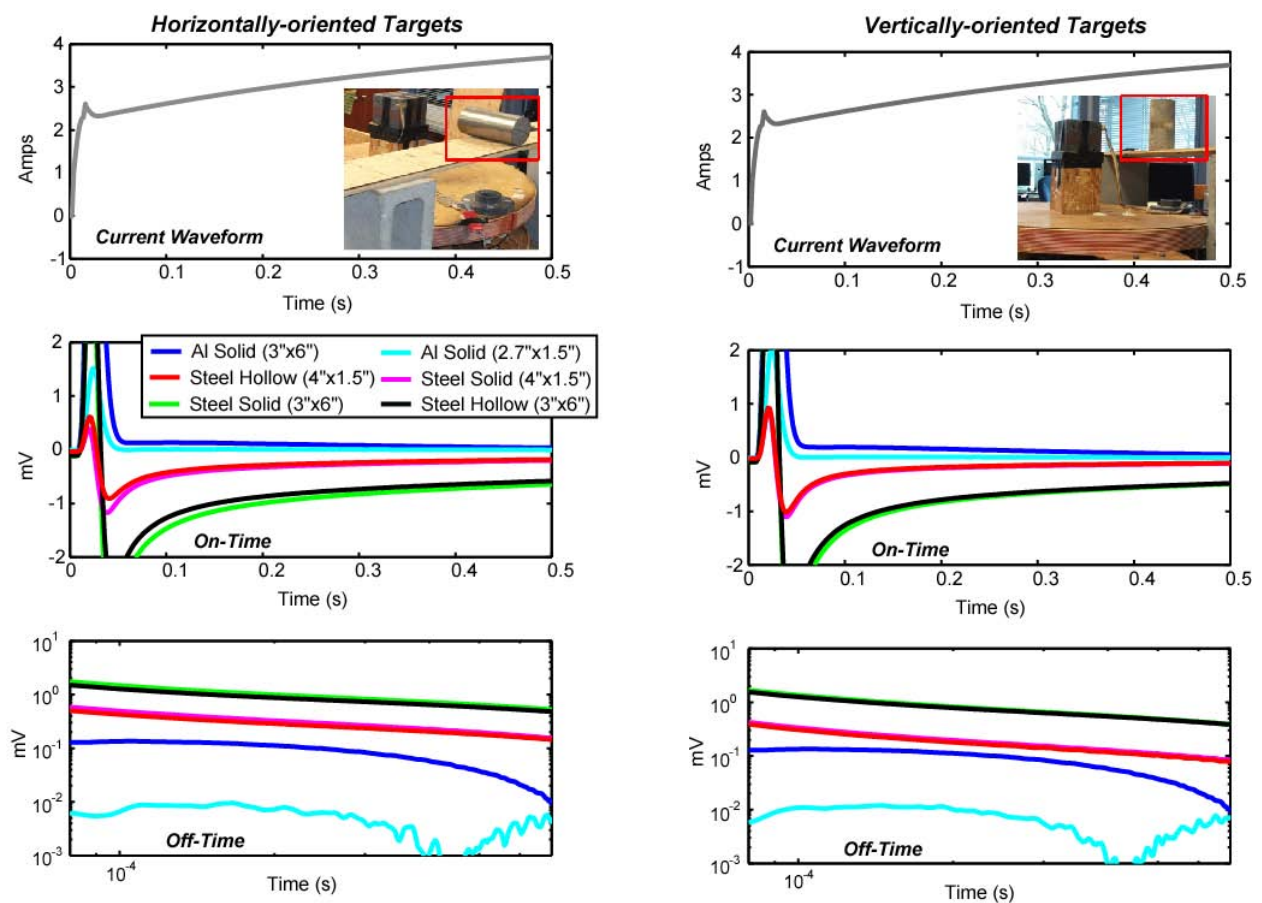 Horizontally-oriented Targets
4
3
2
1
0
-1
Amps
Current Waveform
0 0.1 0.2 0.3 0.4 0.5
Time (s)
2
1
0
-1
-2
mV
Al Solid (3"x6") Al Solid (2.7"x1.5")
Steel Hollow (4"x1.5") Steel Solid (4"x1.5")
Steel Solid (3"x6") Steel Hollow (3"x6")
On-Time
0 0.1 0.2 0.3 0.4 0.5
Time (s)
10^1
10^0
10^-1
10^-2
10^-3
mV
Off-Time
10^-4
Time (s)
Vertically-oriented Targets
4
3
2
1
0
-1
Amps
Current Waveform
0 0.1 0.2 0.3 0.4 0.5
Time (s)
2
1
0
-1
-2
mV
On-Time
0 0.1 0.2 0.3 0.4 0.5
Time (s)
10^1
10^0
10^-1
10^-2
10^-3
mV
Off-Time
10^-4
Time (s)